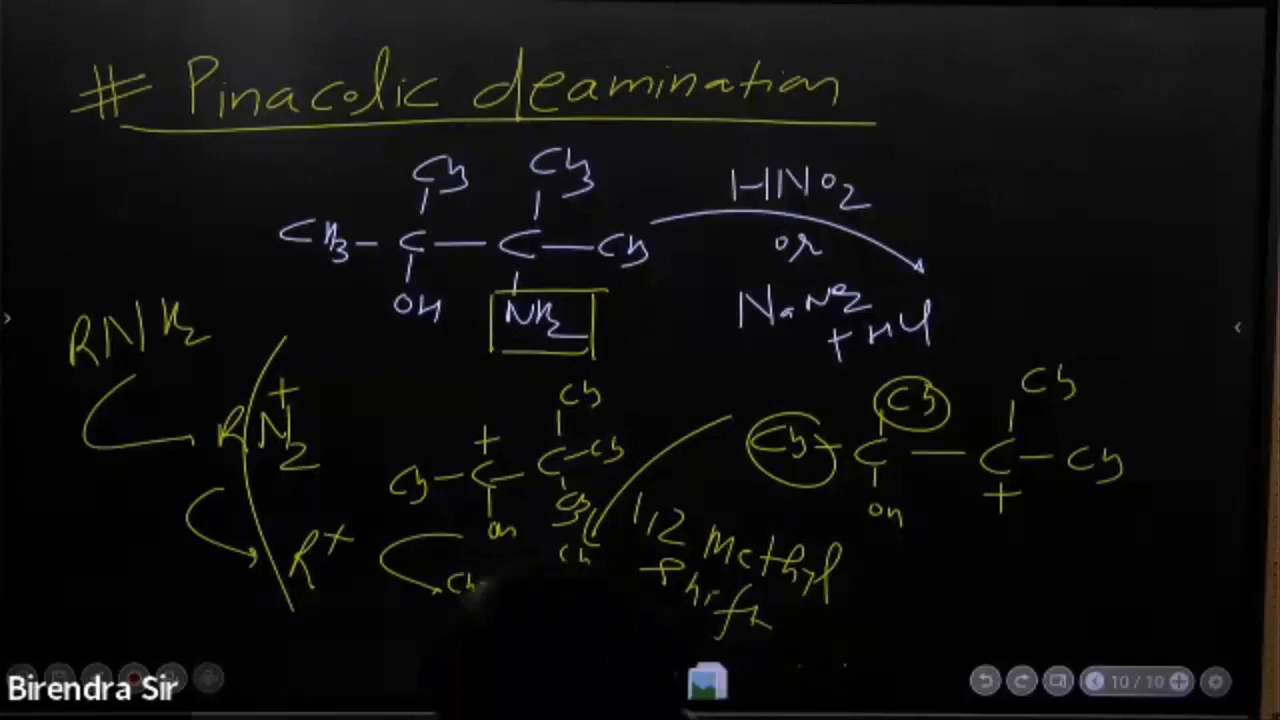 # Pinacolic deamination
CH3 CH3
CH3 — C — C — CH3
OH NH2
HNO2
or
NaNO2
+ HCl
RNH2
RN2+
R+
CH3
CH3 — C+ — C — CH3
OH CH3
CH3 CH3
CH3 — C — C — CH3
OH +
1,2 Methyl
shift
Birendra Sir
10 / 10